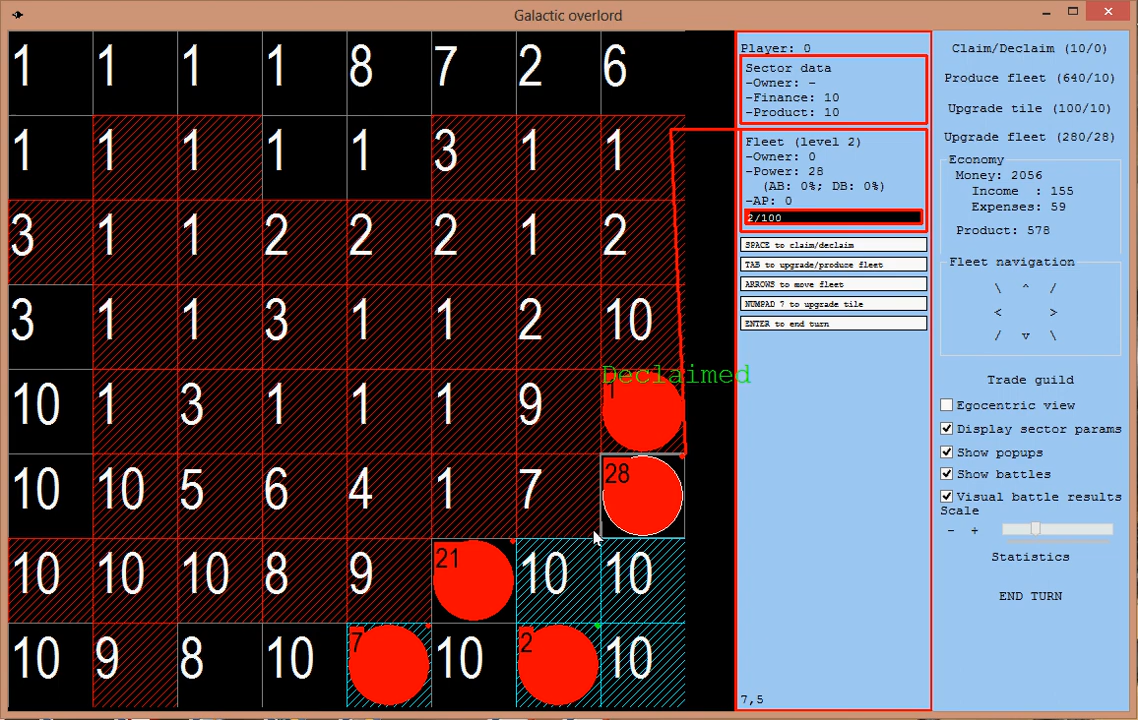 Galactic overlord
1 1 1 1 8 7 2 6
1 1 1 1 1 3 1 1
3 1 1 2 2 2 1 2
3 1 1 3 1 1 2 10
Declaimed
10 1 3 1 1 1 9 1
10 10 5 6 4 1 7 28
10 10 10 8 9 21 10 10
10 9 8 10 7 10 2 10
Player: 0
Sector data
-Owner: -
-Finance: 10
-Product: 10
Fleet (level 2)
-Owner: 0
-Power: 28
(AB: 0%; DB: 0%)
-AP: 0
2/100
SPACE to claim/declaim
TAB to upgrade/produce fleet
ARROWS to move fleet
NUMPAD 7 to upgrade tile
ENTER to end turn
7,5
Claim/Declaim (10/0)
Produce fleet (640/10)
Upgrade tile (100/10)
Upgrade fleet (280/28)
Economy
Money: 2056
Income : 155
Expenses: 59
Product: 578
Fleet navigation
\ ^ /
< >
/ v \
Trade guild
Egocentric view
Display sector params
Show popups
Show battles
Visual battle results
Scale
- +
Statistics
END TURN